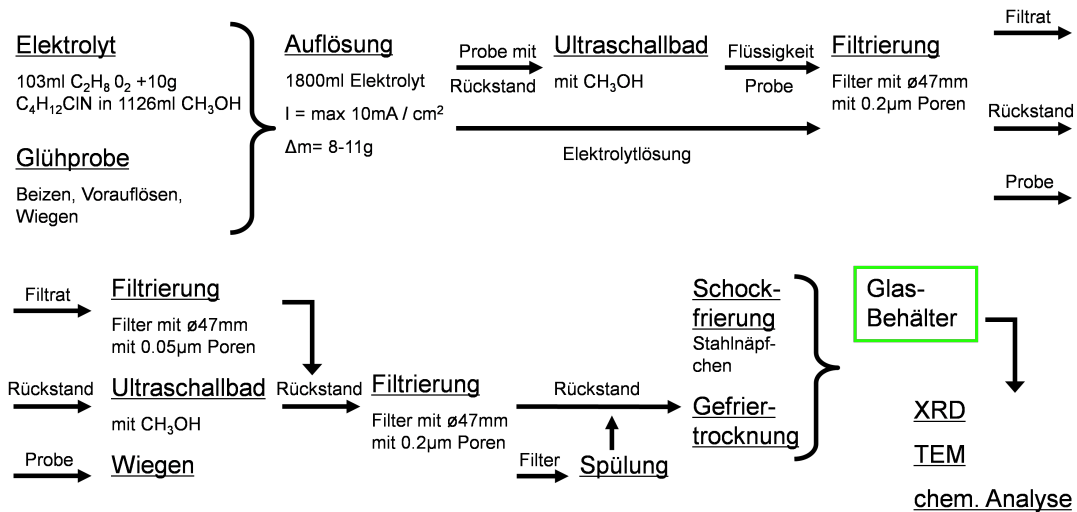 Elektrolyt
103ml C₂H₈ 0₂ +10g
C₄H₁₂ClN in 1126ml CH₃OH
Glühprobe
Beizen, Vorauflösen,
Wiegen
Auflösung
1800ml Elektrolyt
I = max 10mA / cm²
Δm= 8-11g
Probe mit
Rückstand
Ultraschallbad
mit CH₃OH
Flüssigkeit
Probe
Elektrolytlösung
Filtrierung
Filter mit ø47mm
mit 0.2µm Poren
Filtrat
Rückstand
Probe
Filtrat
Filtrierung
Filter mit ø47mm
mit 0.05µm Poren
Rückstand
Ultraschallbad
mit CH₃OH
Probe
Wiegen
Rückstand
Filtrierung
Filter mit ø47mm
mit 0.2µm Poren
Rückstand
Filter
Spülung
Schock-
frierung
Stahlnäpf-
chen
Gefrier-
trocknung
Glas-
Behälter
XRD
TEM
chem. Analyse